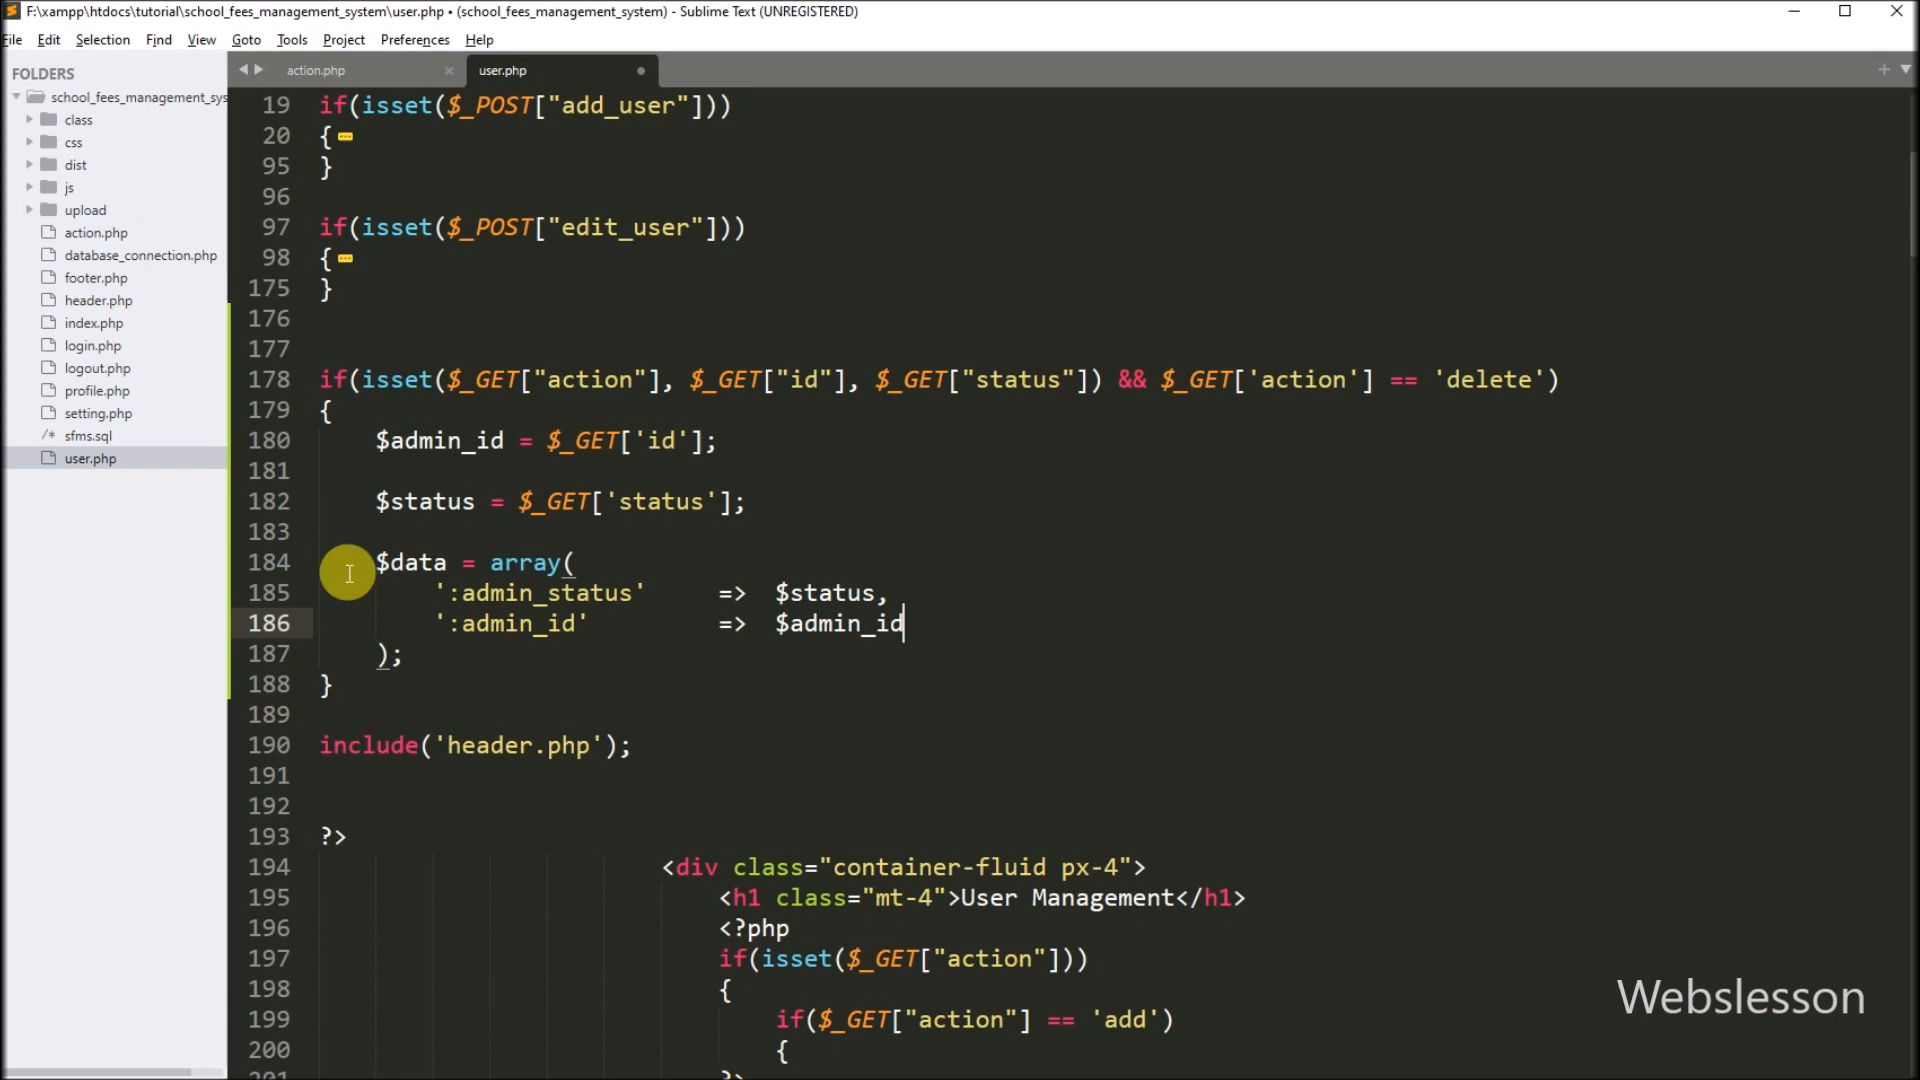 F:\xampp\htdocs\tutorial\school_fees_management_system\user.php • (school_fees_management_system) - Sublime Text (UNREGISTERED)
File Edit Selection Find View Goto Tools Project Preferences Help
FOLDERS
school_fees_management_sys
class
css
dist
js
upload
action.php
database_connection.php
footer.php
header.php
index.php
login.php
logout.php
profile.php
setting.php
/* sfms.sql
user.php
action.php × user.php
19 if(isset($_POST["add_user"]))
20 {
95 }
96
97 if(isset($_POST["edit_user"]))
98 {
175 }
176
177
178 if(isset($_GET["action"], $_GET["id"], $_GET["status"]) && $_GET['action'] == 'delete')
179 {
180 $admin_id = $_GET['id'];
181
182 $status = $_GET['status'];
183
184 $data = array(
185 ':admin_status' => $status,
186 ':admin_id' => $admin_id
187 );
188 }
189
190 include('header.php');
191
192
193 ?>
194 <div class="container-fluid px-4">
195 <h1 class="mt-4">User Management</h1>
196 <?php
197 if(isset($_GET["action"]))
198 {
199 if($_GET["action"] == 'add')
200 {
201 ?>
Webslesson